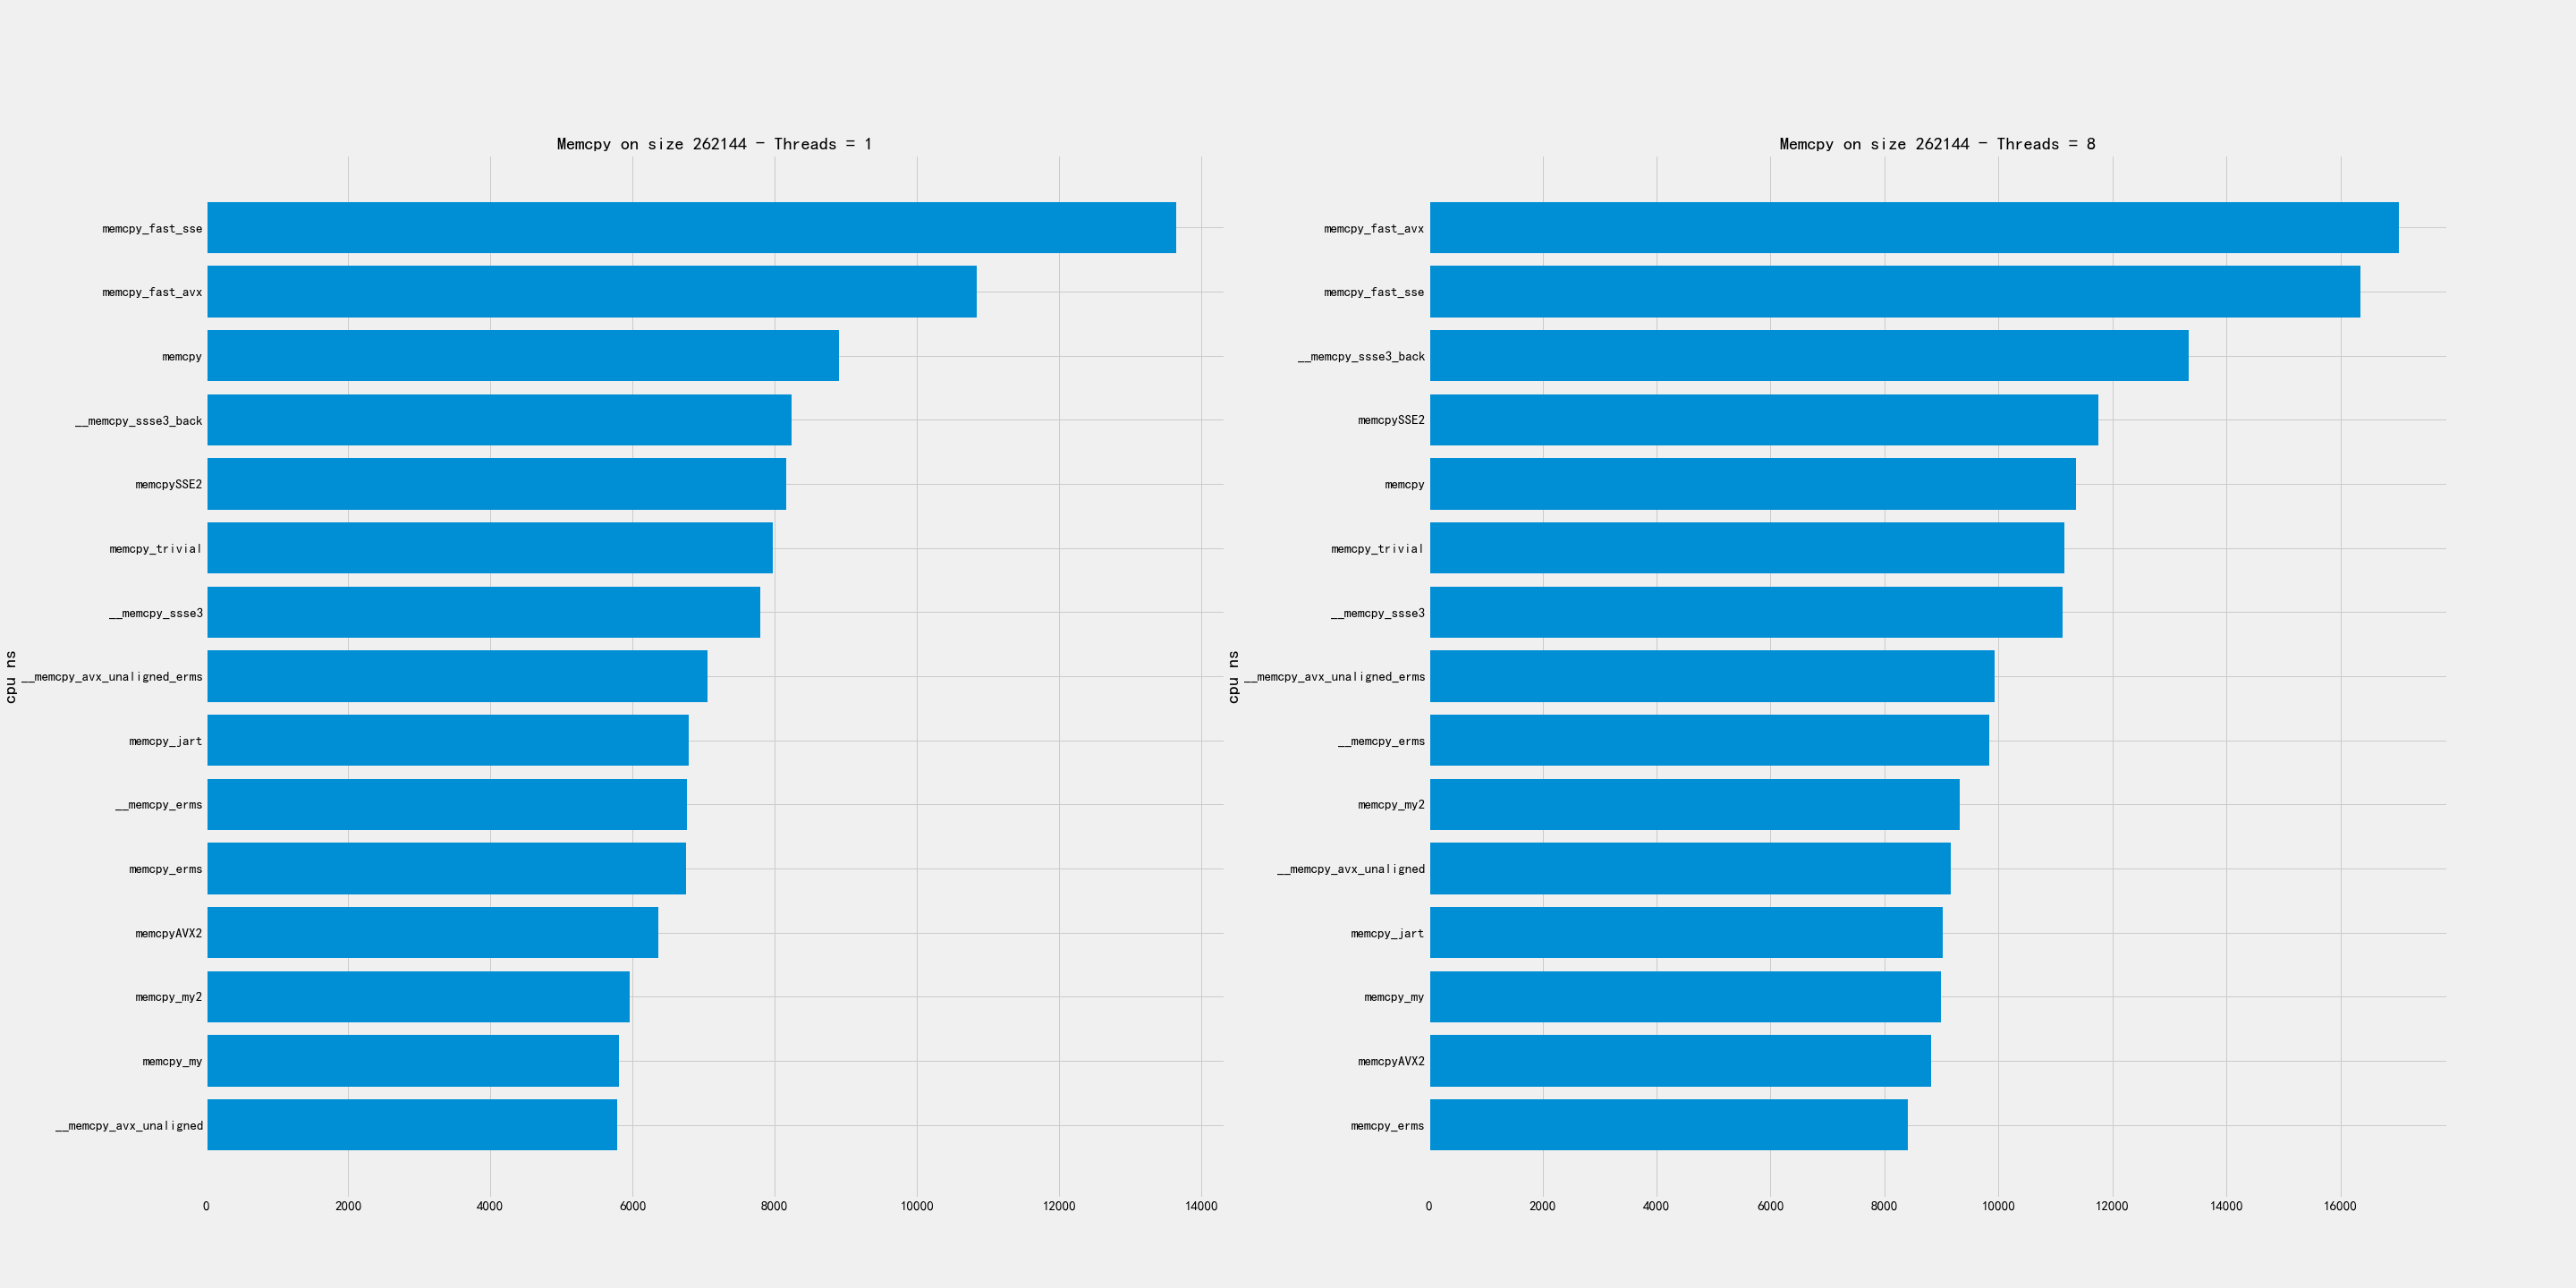 Memcpy on size 262144 - Threads = 1
memcpy_fast_sse
memcpy_fast_avx
memcpy
__memcpy_ssse3_back
memcpySSE2
memcpy_trivial
__memcpy_ssse3
__memcpy_avx_unaligned_erms
memcpy_jart
__memcpy_erms
memcpy_erms
memcpyAVX2
memcpy_my2
memcpy_my
__memcpy_avx_unaligned
cpu ns
0 2000 4000 6000 8000 10000 12000 14000
Memcpy on size 262144 - Threads = 8
memcpy_fast_avx
memcpy_fast_sse
__memcpy_ssse3_back
memcpySSE2
memcpy
memcpy_trivial
__memcpy_ssse3
__memcpy_avx_unaligned_erms
__memcpy_erms
memcpy_my2
__memcpy_avx_unaligned
memcpy_jart
memcpy_my
memcpyAVX2
memcpy_erms
cpu ns
0 2000 4000 6000 8000 10000 12000 14000 16000